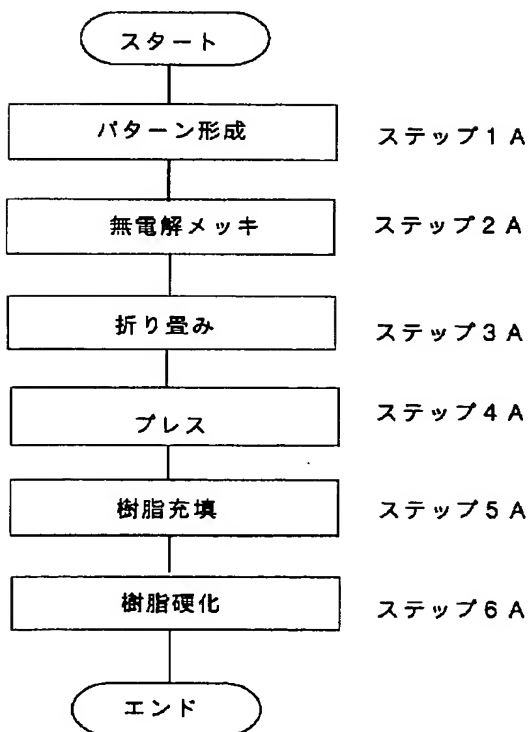 スタート
パターン形成 ステップ1A
無電解メッキ ステップ2A
折り畳み ステップ3A
プレス ステップ4A
樹脂充填 ステップ5A
樹脂硬化 ステップ6A
エンド